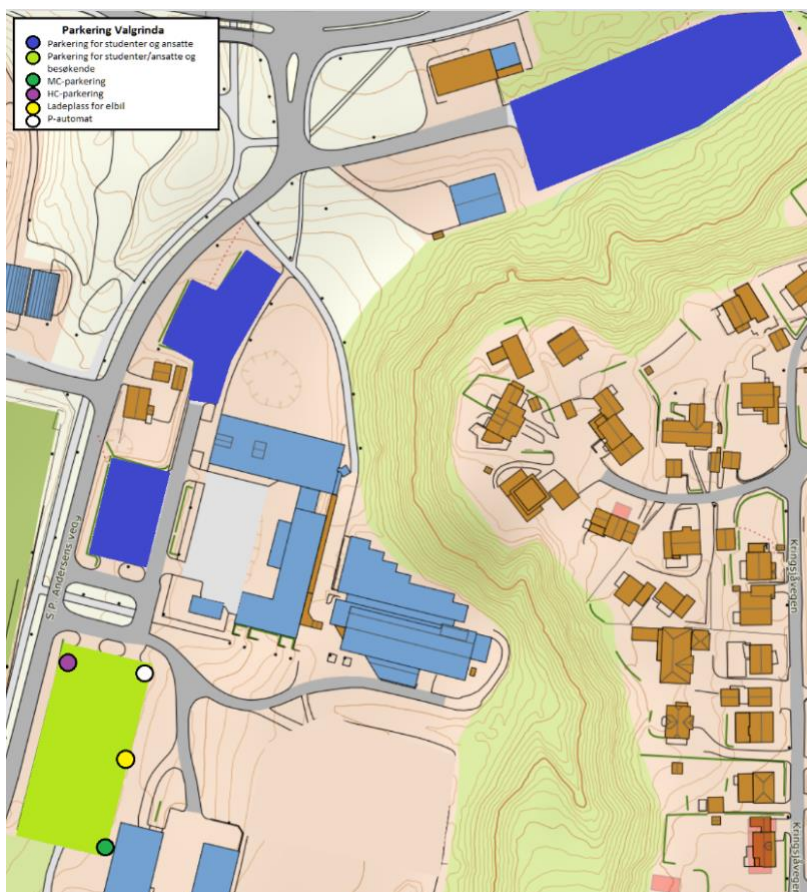 Parkering Valgrinda
Parkering for studenter og ansatte
Parkering for studenter/ansatte og
besøkende
MC-parkering
HC-parkering
Ladeplass for elbil
P-automat
S.P. Andersens veg
Kringsjåvegen
Kringsjåvegen